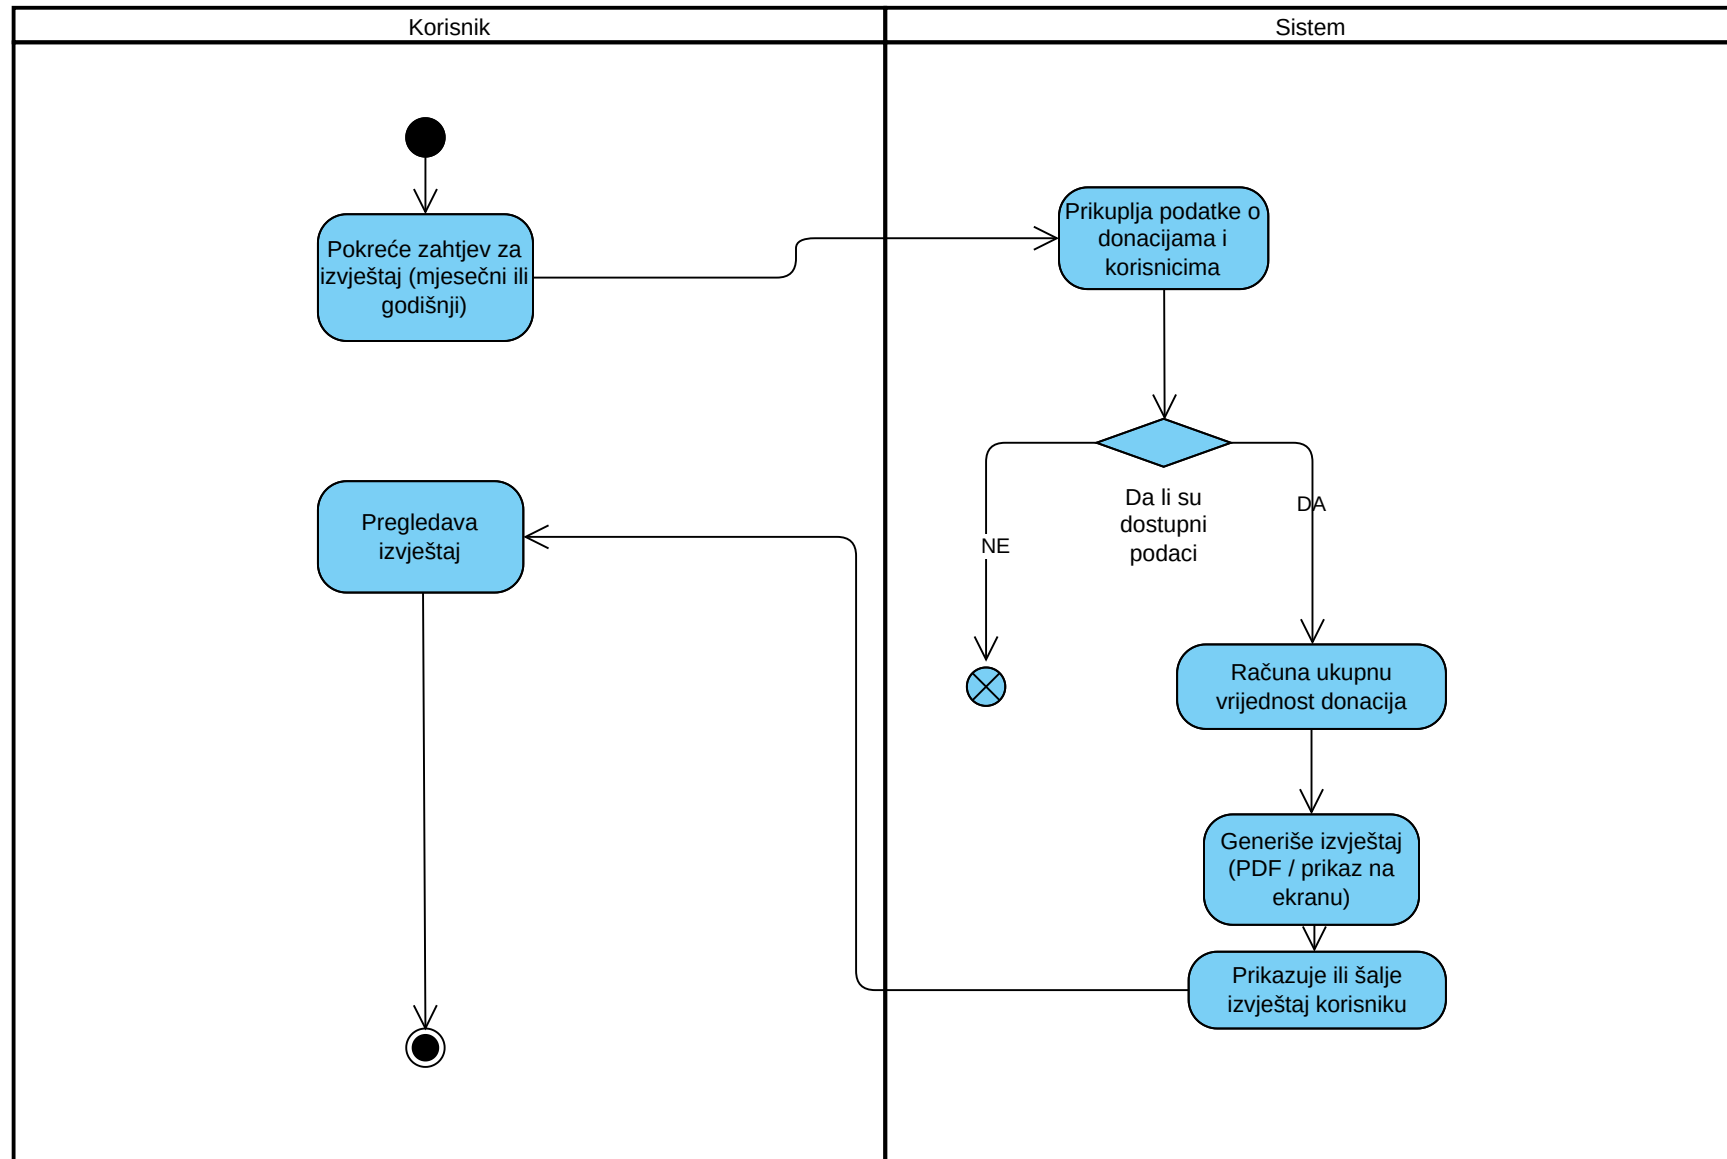 Korisnik
Sistem
Pokreće zahtjev za
izvještaj (mjesečni ili
godišnji)
Prikuplja podatke o
donacijama i
korisnicima
Da li su
dostupni
podaci
DA
NE
Pregledava
izvještaj
Računa ukupnu
vrijednost donacija
Generiše izvještaj
(PDF / prikaz na
ekranu)
Prikazuje ili šalje
izvještaj korisniku